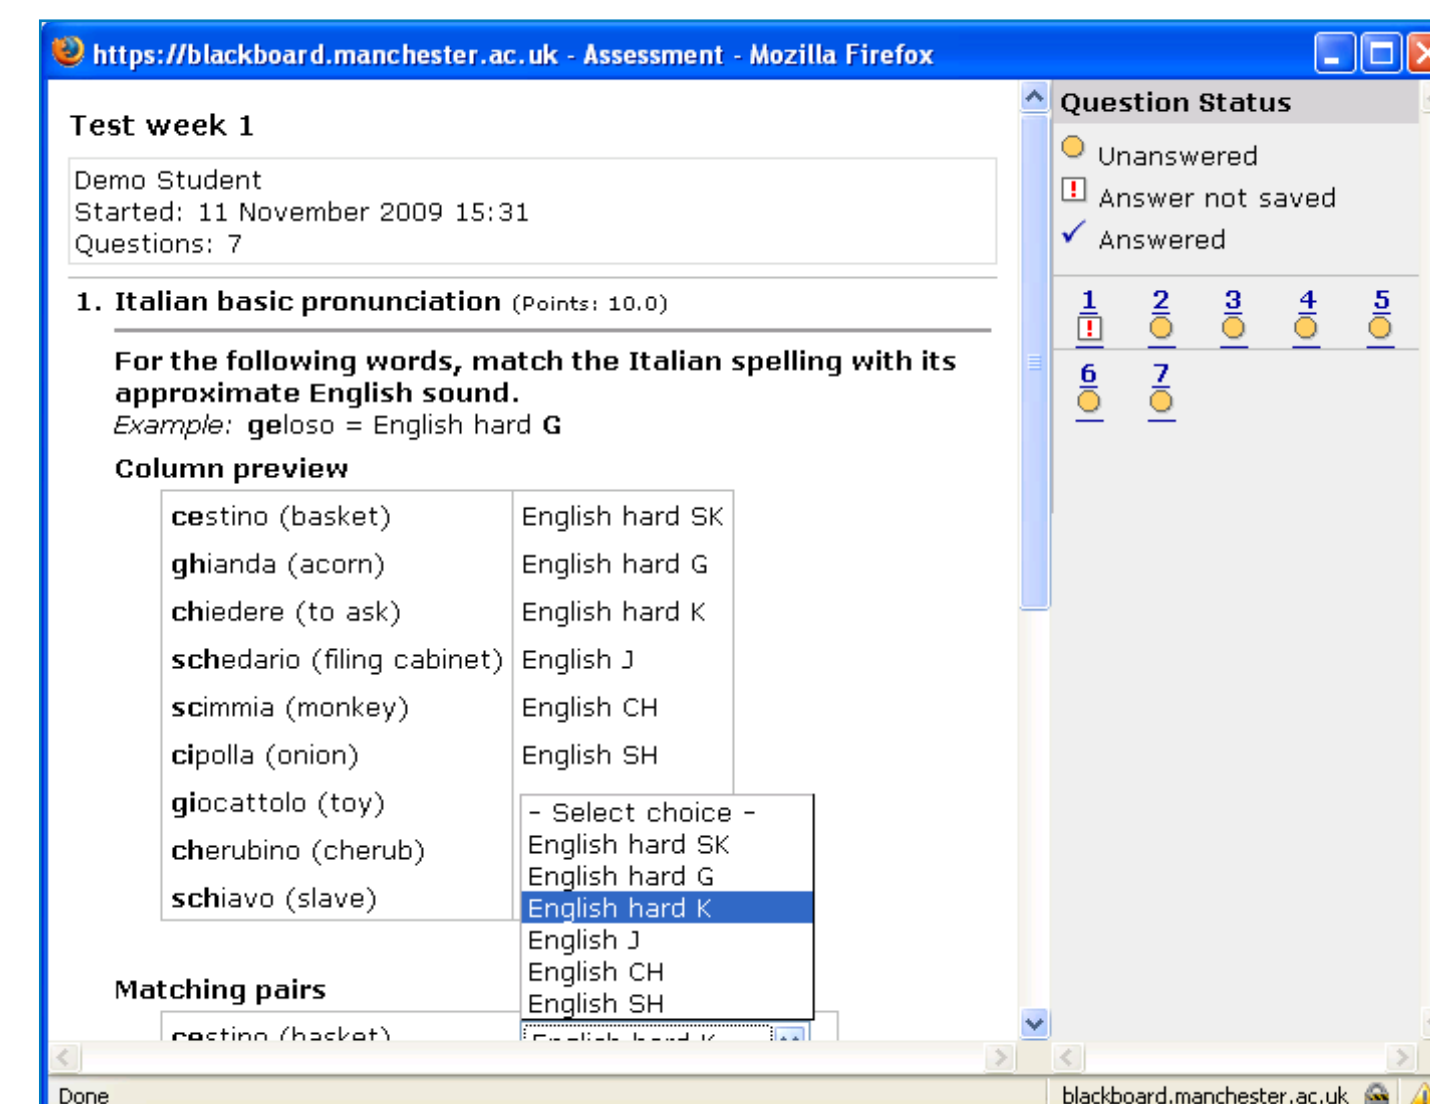 https://blackboard.manchester.ac.uk - Assessment - Mozilla Firefox
Test week 1
Demo Student
Started: 11 November 2009 15:31
Questions: 7
1. Italian basic pronunciation (Points: 10.0)
For the following words, match the Italian spelling with its
approximate English sound.
Example: geloso = English hard G
Column preview
cestino (basket) English hard SK
ghianda (acorn) English hard G
chiedere (to ask) English hard K
schedario (filing cabinet) English J
scimmia (monkey) English CH
cipolla (onion) English SH
giocattolo (toy)
cherubino (cherub)
schiavo (slave)
- Select choice -
English hard SK
English hard G
English hard K
English J
English CH
English SH
Matching pairs
cestino (basket) English hard K
Question Status
Unanswered
Answer not saved
Answered
1 2 3 4 5
6 7
Done
blackboard.manchester.ac.uk